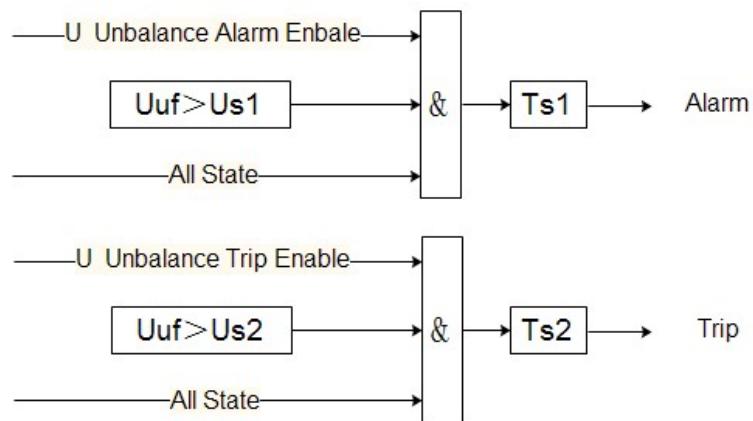 U Unbalance Alarm Enbale
Uuf＞Us1
&
Ts1
Alarm
All State
U Unbalance Trip Enable
Uuf＞Us2
&
Ts2
Trip
All State